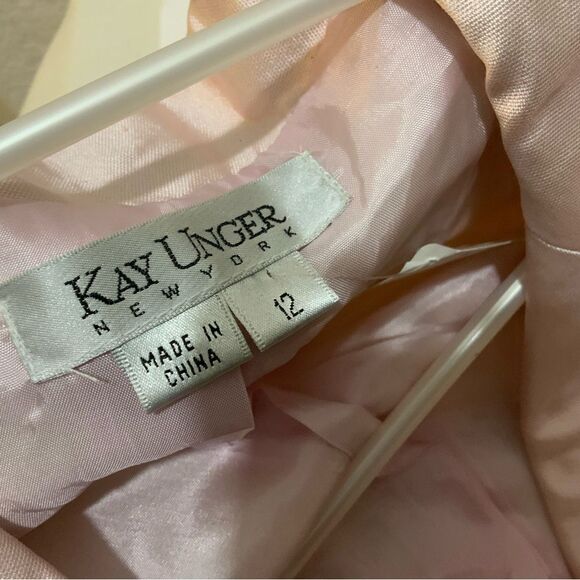 KAY UNGER
NEW YORK
MADE IN
CHINA
12